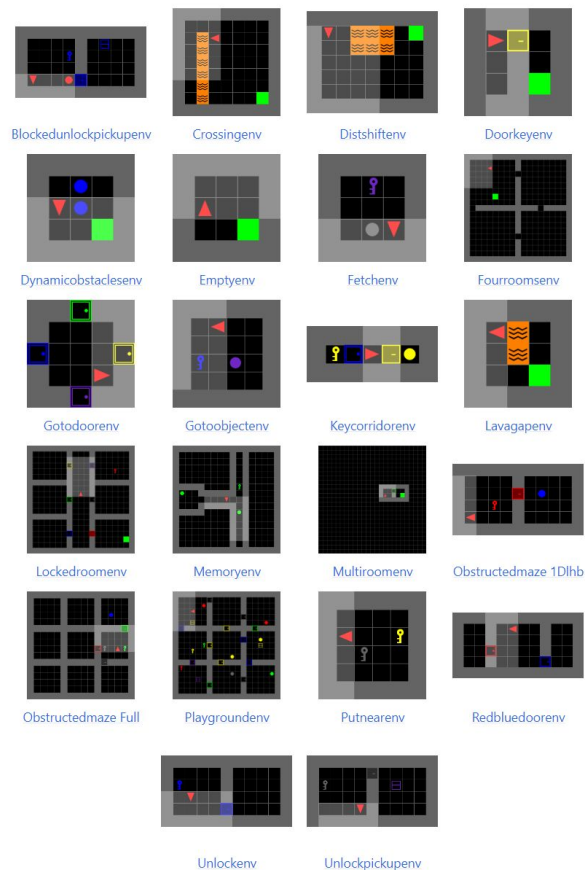 Blockedunlockpickupenv Crossingenv Distshiftenv Doorkeyenv
Dynamicobstaclesenv Emptyenv Fetchenv Fourroomsenv
Gotodoorenv Gotoobjectenv Keycorridorenv Lavagapenv
Lockedroomenv Memoryenv Multiroomenv Obstructedmaze 1Dlhb
Obstructedmaze Full Playgroundenv Putnearenv Redbluedoorenv
Unlockenv Unlockpickupenv